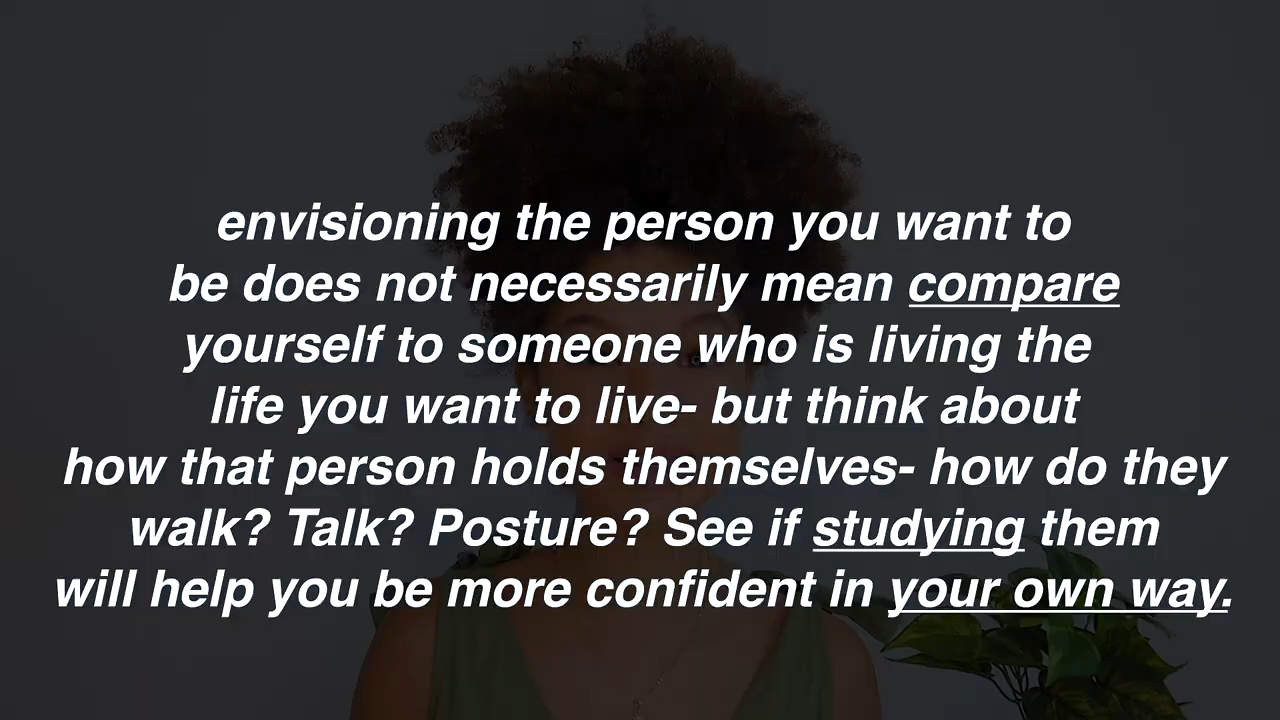 envisioning the person you want to
be does not necessarily mean compare
yourself to someone who is living the
life you want to live- but think about
how that person holds themselves- how do they
walk? Talk? Posture? See if studying them
will help you be more confident in your own way.